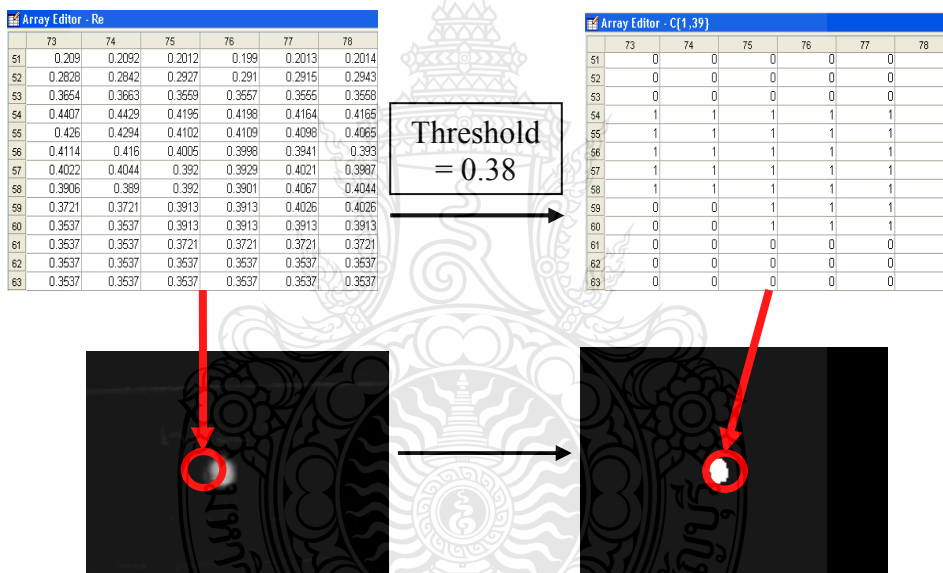 Array Editor - Re
73 74 75 76 77 78
51 0.209 0.2092 0.2012 0.199 0.2013 0.2014
52 0.2828 0.2842 0.2927 0.291 0.2915 0.2943
53 0.3654 0.3663 0.3559 0.3557 0.3555 0.3558
54 0.4407 0.4429 0.4195 0.4198 0.4164 0.4165
55 0.426 0.4294 0.4102 0.4109 0.4098 0.4065
56 0.4114 0.416 0.4005 0.3998 0.3941 0.393
57 0.4022 0.4044 0.392 0.3929 0.4021 0.3987
58 0.3906 0.389 0.392 0.3901 0.4067 0.4044
59 0.3721 0.3721 0.3913 0.3913 0.4026 0.4026
60 0.3537 0.3537 0.3913 0.3913 0.3913 0.3913
61 0.3537 0.3537 0.3721 0.3721 0.3721 0.3721
62 0.3537 0.3537 0.3537 0.3537 0.3537 0.3537
63 0.3537 0.3537 0.3537 0.3537 0.3537 0.3537
Threshold
= 0.38
Array Editor - C{1,39}
73 74 75 76 77 78
51 0 0 0 0 0
52 0 0 0 0 0
53 0 0 0 0 0
54 1 1 1 1 1
55 1 1 1 1 1
56 1 1 1 1 1
57 1 1 1 1 1
58 1 1 1 1 1
59 0 0 1 1 1
60 0 0 1 1 1
61 0 0 0 0 0
62 0 0 0 0 0
63 0 0 0 0 0